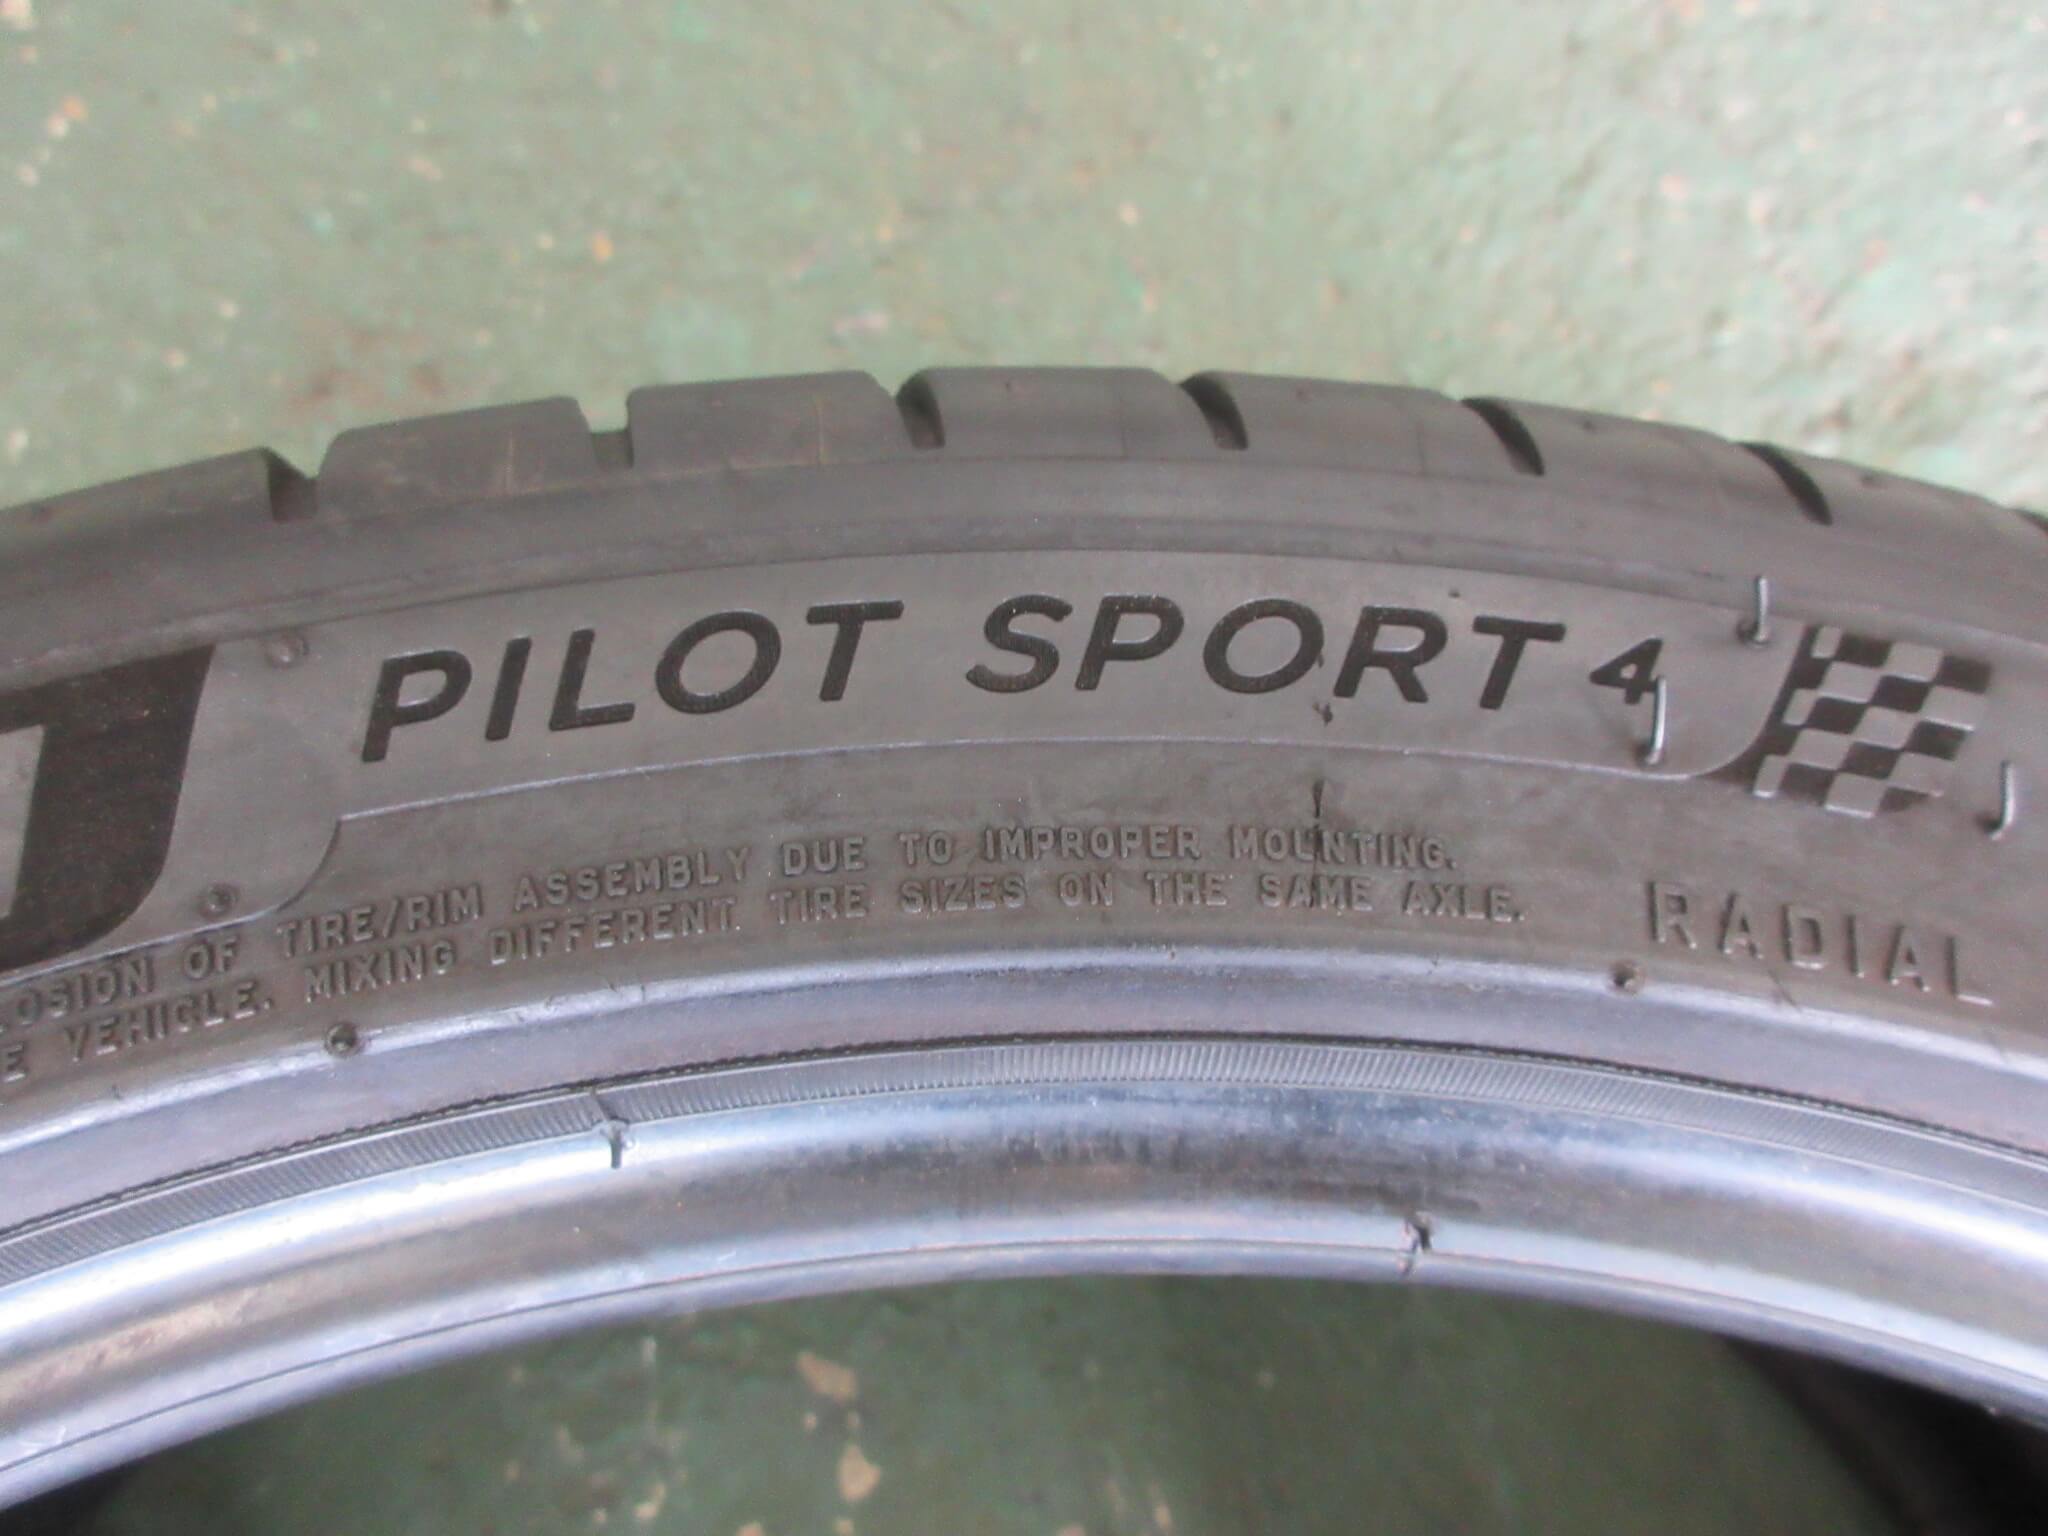 PILOT SPORT 4
OF TIRE/RIM ASSEMBLY DUE TO IMPROPER MOUNTING.
VEHICLE. MIXING DIFFERENT TIRE SIZES ON THE SAME AXLE.
RADIAL